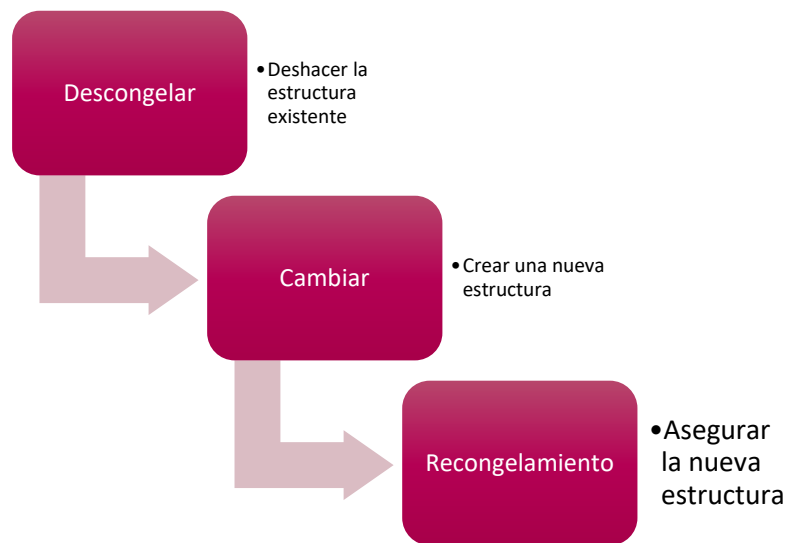 Descongelar
•Deshacer la
estructura
existente
Cambiar
•Crear una nueva
estructura
Recongelamiento
•Asegurar
la nueva
estructura